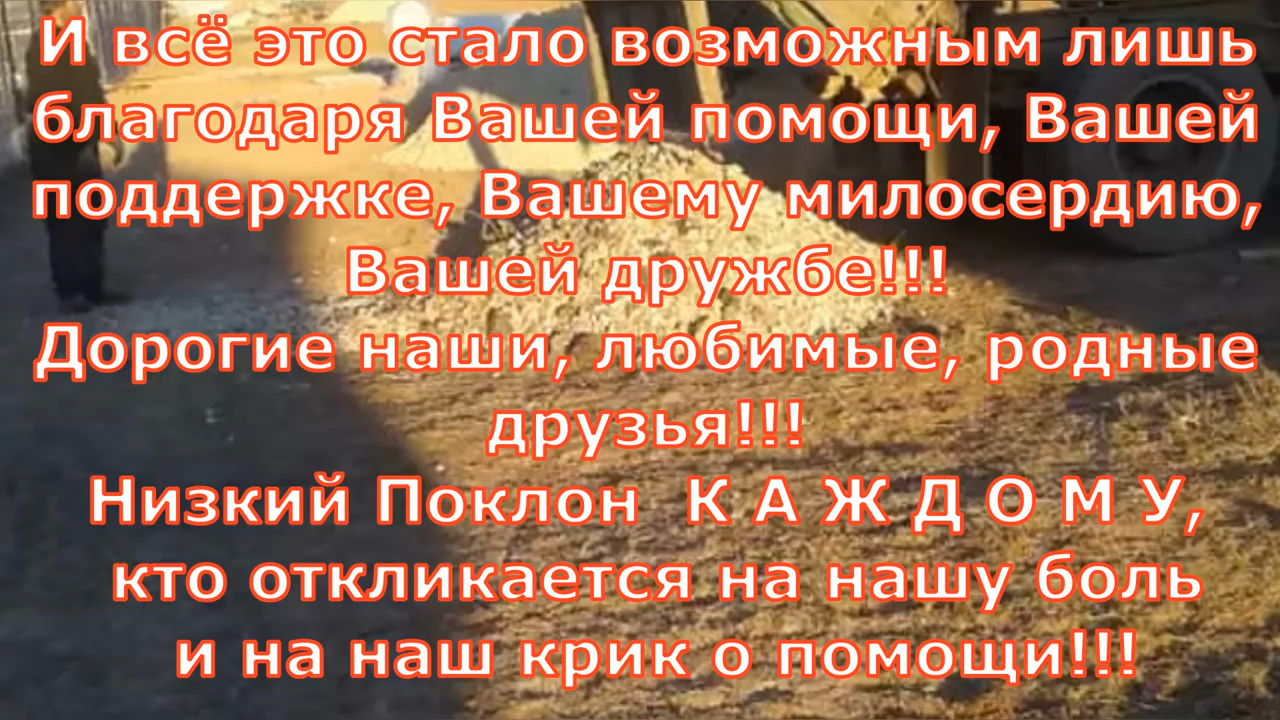 И всё это стало возможным лишь
благодаря Вашей помощи, Вашей
поддержке, Вашему милосердию,
Вашей дружбе!!!
Дорогие наши, любимые, родные
друзья!!!
Низкий Поклон К А Ж Д О М У,
кто откликается на нашу боль
и на наш крик о помощи!!!